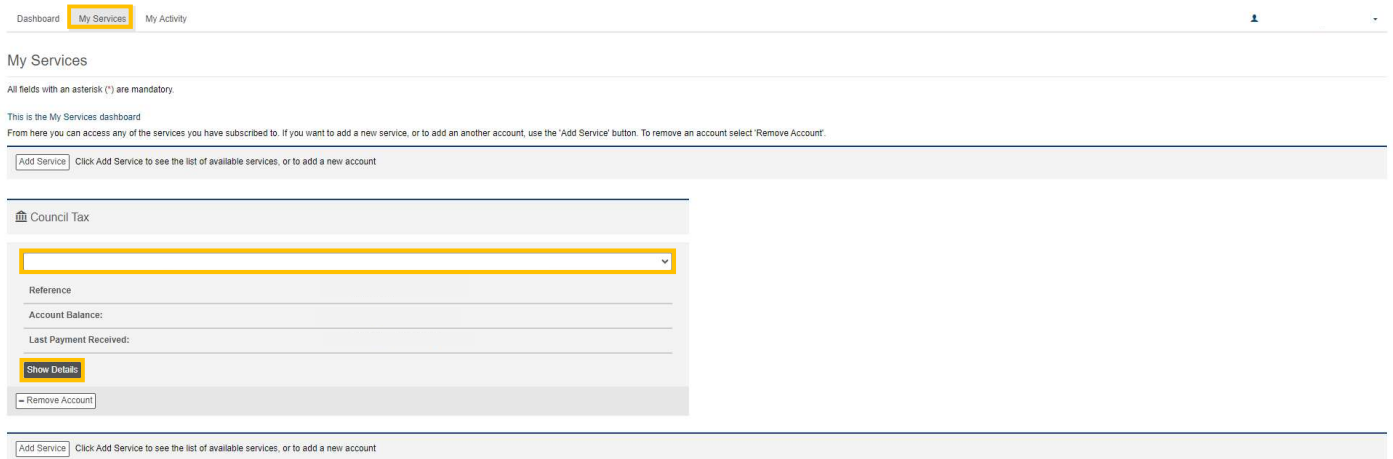 Dashboard My Services My Activity
My Services
All fields with an asterisk (*) are mandatory.
This is the My Services dashboard
From here you can access any of the services you have subscribed to. If you want to add a new service, or to add an another account, use the 'Add Service' button. To remove an account select 'Remove Account'.
Add Service Click Add Service to see the list of available services, or to add a new account
Council Tax
Reference
Account Balance:
Last Payment Received:
Show Details
Remove Account
Add Service Click Add Service to see the list of available services, or to add a new account